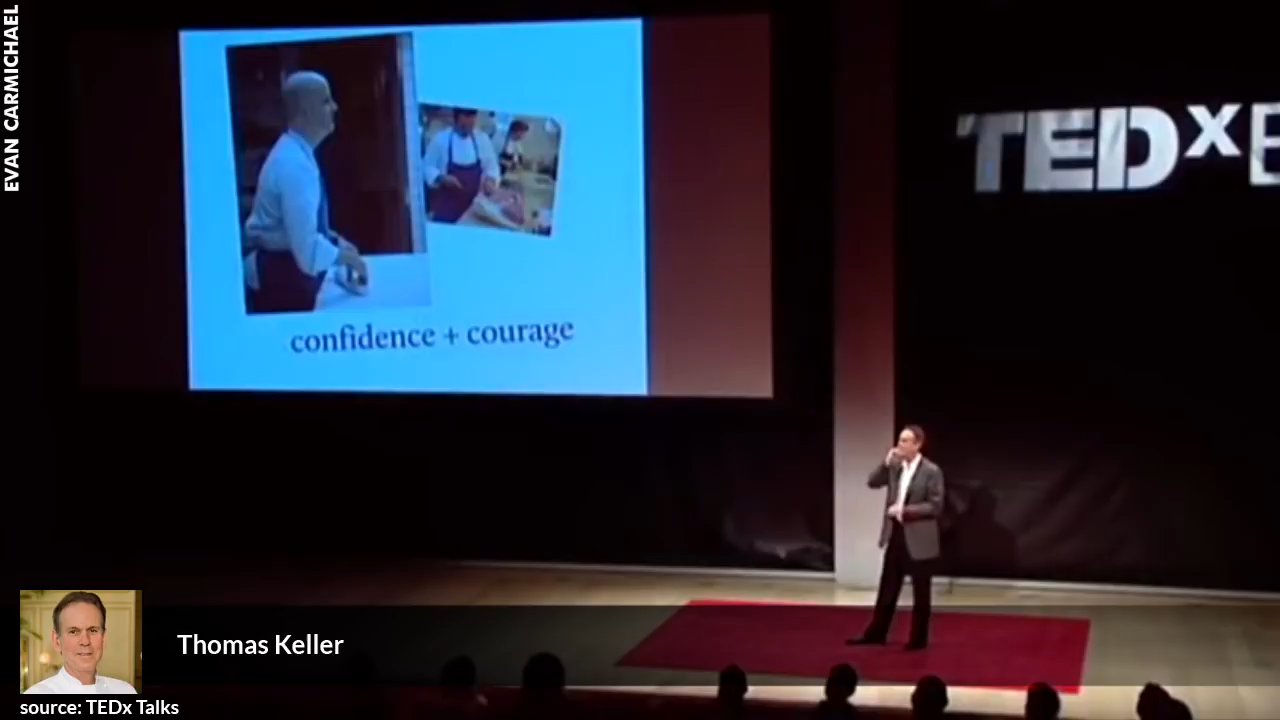 EVAN CARMICHAEL
confidence + courage
TEDx
Thomas Keller
source: TEDx Talks